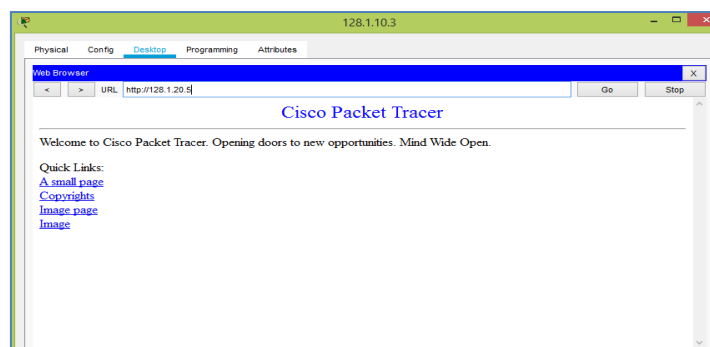 128.1.10.3
Physical Config Desktop Programming Attributes
Web Browser X
< > URL http://128.1.20.5 Go Stop
Cisco Packet Tracer
Welcome to Cisco Packet Tracer. Opening doors to new opportunities. Mind Wide Open.
Quick Links:
A small page
Copyrights
Image page
Image